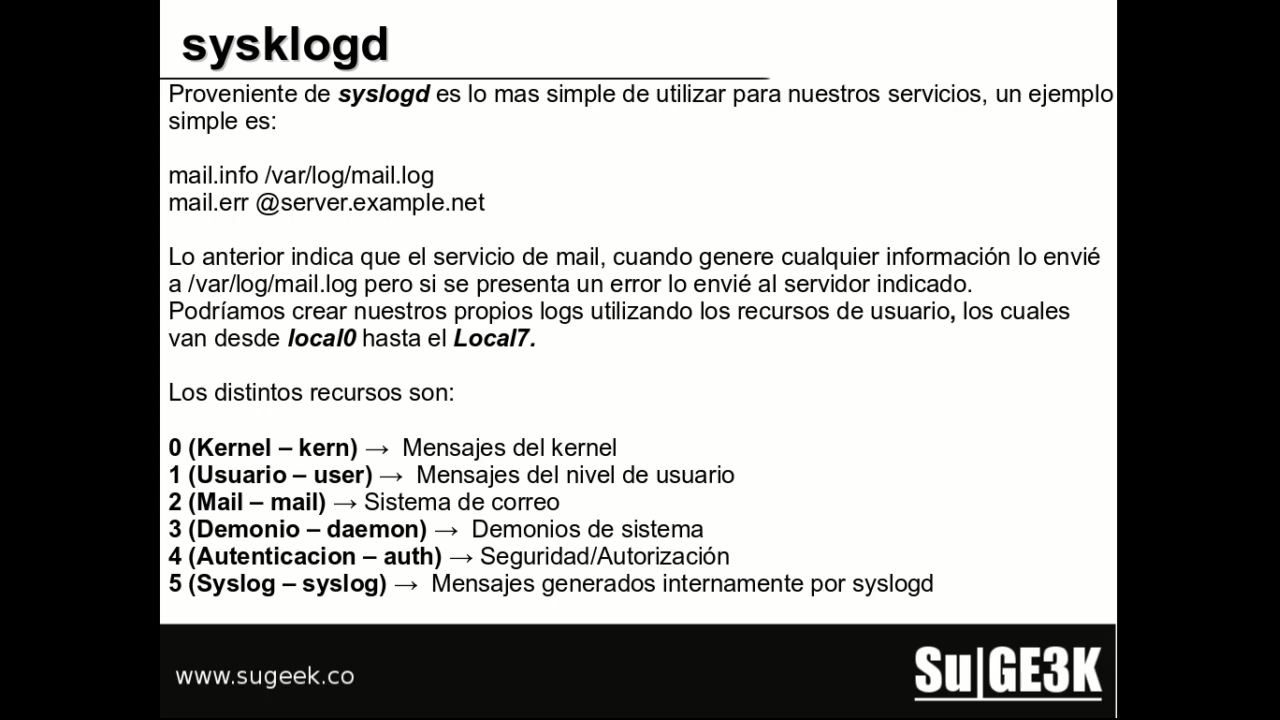 sysklogd
Proveniente de syslogd es lo mas simple de utilizar para nuestros servicios, un ejemplo
simple es:
mail.info /var/log/mail.log
mail.err @server.example.net
Lo anterior indica que el servicio de mail, cuando genere cualquier información lo envié
a /var/log/mail.log pero si se presenta un error lo envié al servidor indicado.
Podríamos crear nuestros propios logs utilizando los recursos de usuario, los cuales
van desde local0 hasta el Local7.
Los distintos recursos son:
0 (Kernel – kern) → Mensajes del kernel
1 (Usuario – user) → Mensajes del nivel de usuario
2 (Mail – mail) → Sistema de correo
3 (Demonio – daemon) → Demonios de sistema
4 (Autenticacion – auth) → Seguridad/Autorización
5 (Syslog – syslog) → Mensajes generados internamente por syslogd
www.sugeek.co
Su|GE3K